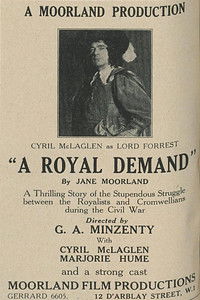 A MOORLAND PRODUCTION
CYRIL McLAGLEN as LORD FORREST
"A ROYAL DEMAND"
By JANE MOORLAND
A Thrilling Story of the Stupendous Struggle
between the Royalists and Cromwellians
during the Civil War
Directed by
G. A. MINZENTY
With
CYRIL McLAGLEN
MARJORIE HUME
and a strong cast
MOORLAND FILM PRODUCTIONS
GERRARD 6605. 12 D'ARBLAY STREET, W.1